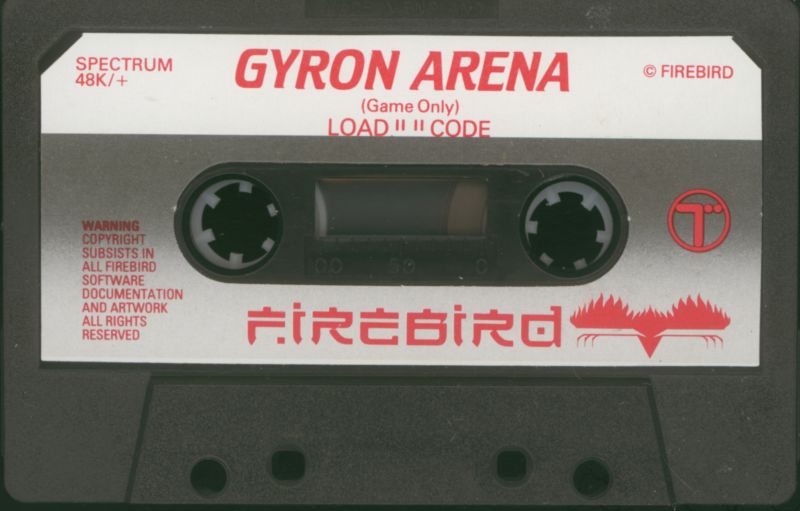 SPECTRUM
48K/+
GYRON ARENA
© FIREBIRD
(Game Only)
LOAD " " CODE
WARNING
COPYRIGHT
SUBSISTS IN
ALL FIREBIRD
SOFTWARE
DOCUMENTATION
AND ARTWORK
ALL RIGHTS
RESERVED
00 50 0
FIREBIRD